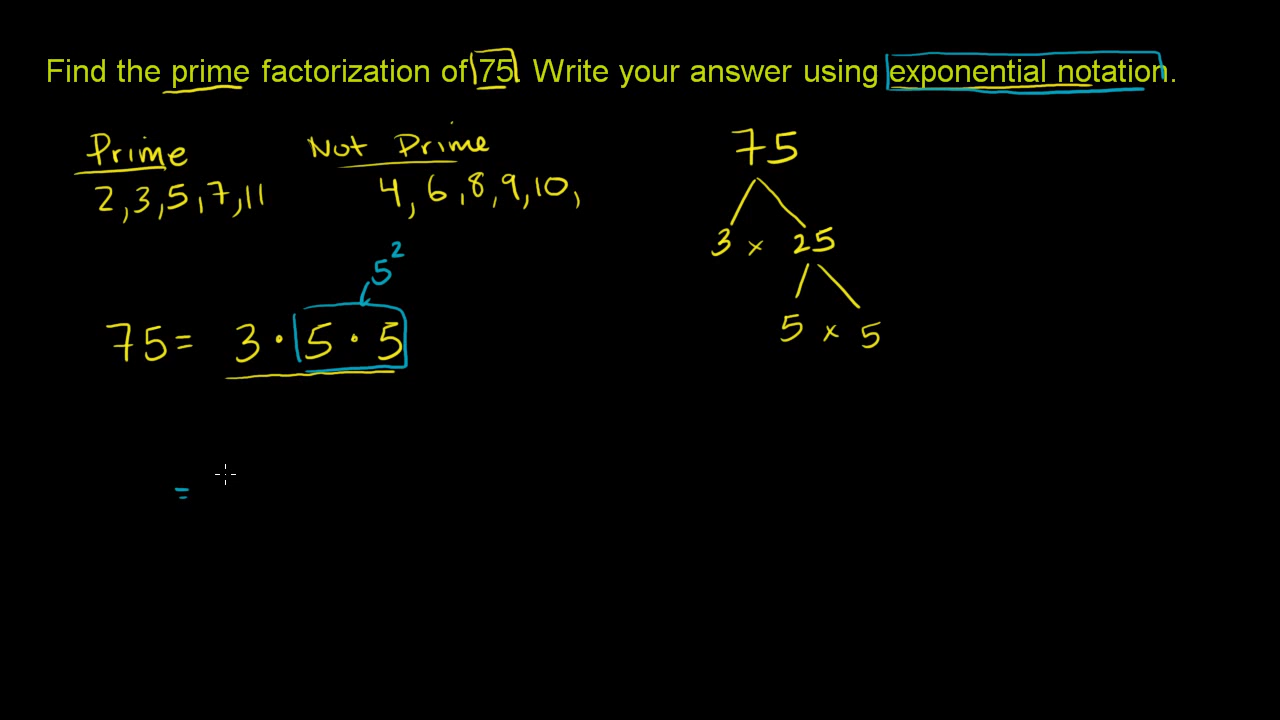 Find the prime factorization of 75. Write your answer using exponential notation.
Prime
2, 3, 5, 7, 11
Not Prime
4, 6, 8, 9, 10,
75
3 × 25
5 × 5
5²
75 = 3 · 5 · 5
=